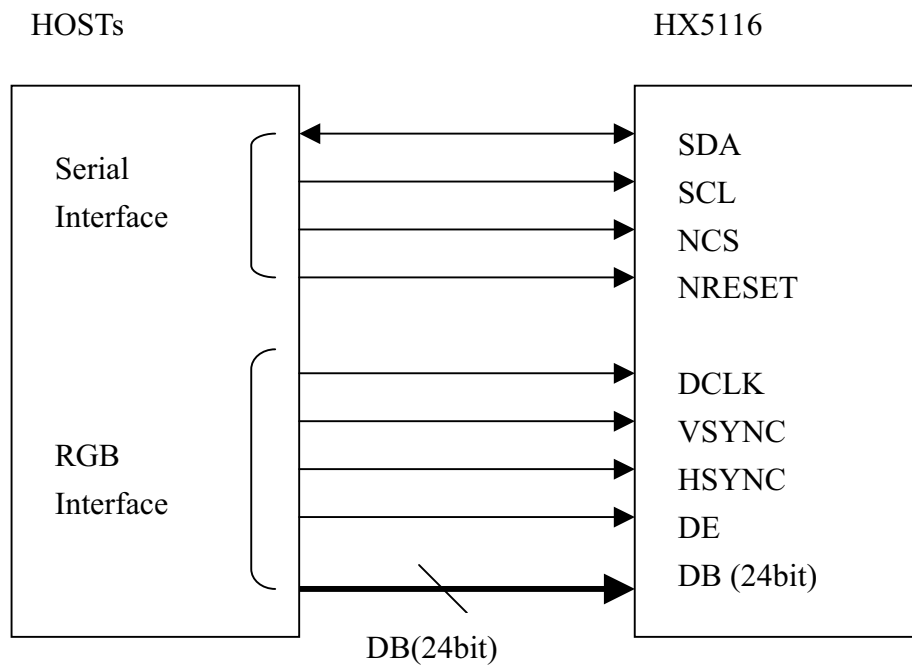 HOSTs
HX5116
Serial
Interface
SDA
SCL
NCS
NRESET
RGB
Interface
DCLK
VSYNC
HSYNC
DE
DB (24bit)
DB(24bit)